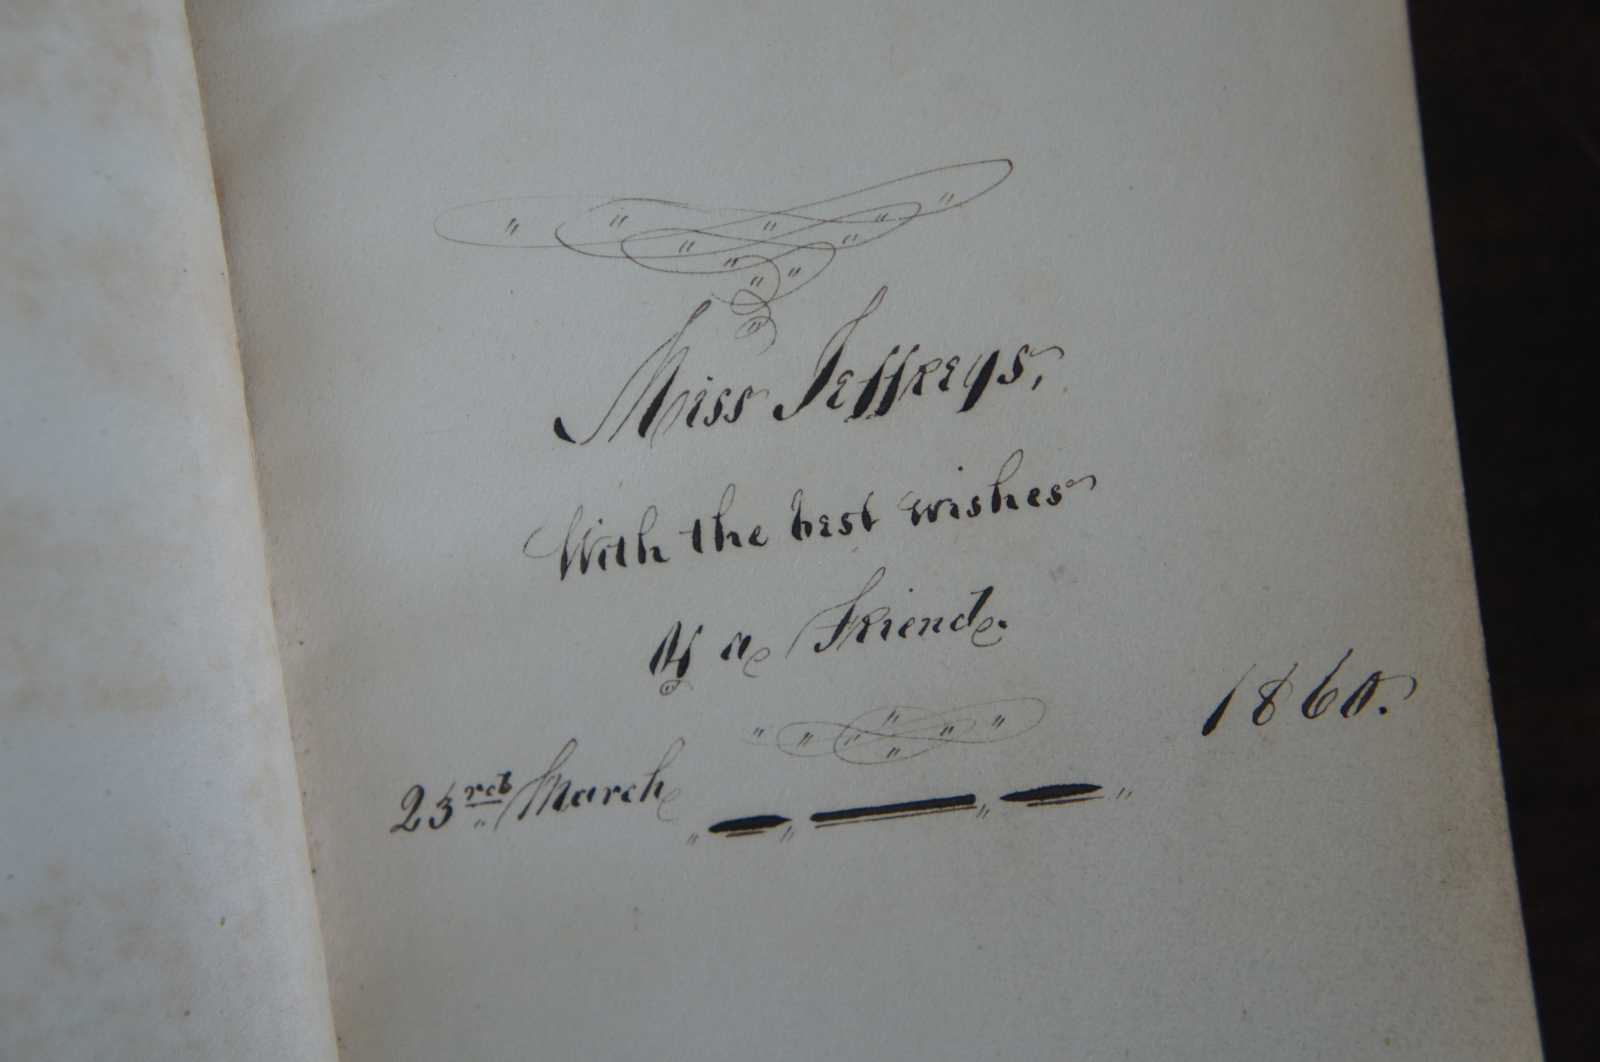 Miss Jeffreys,
With the best wishes
of a Friend.
1860.
23rd March